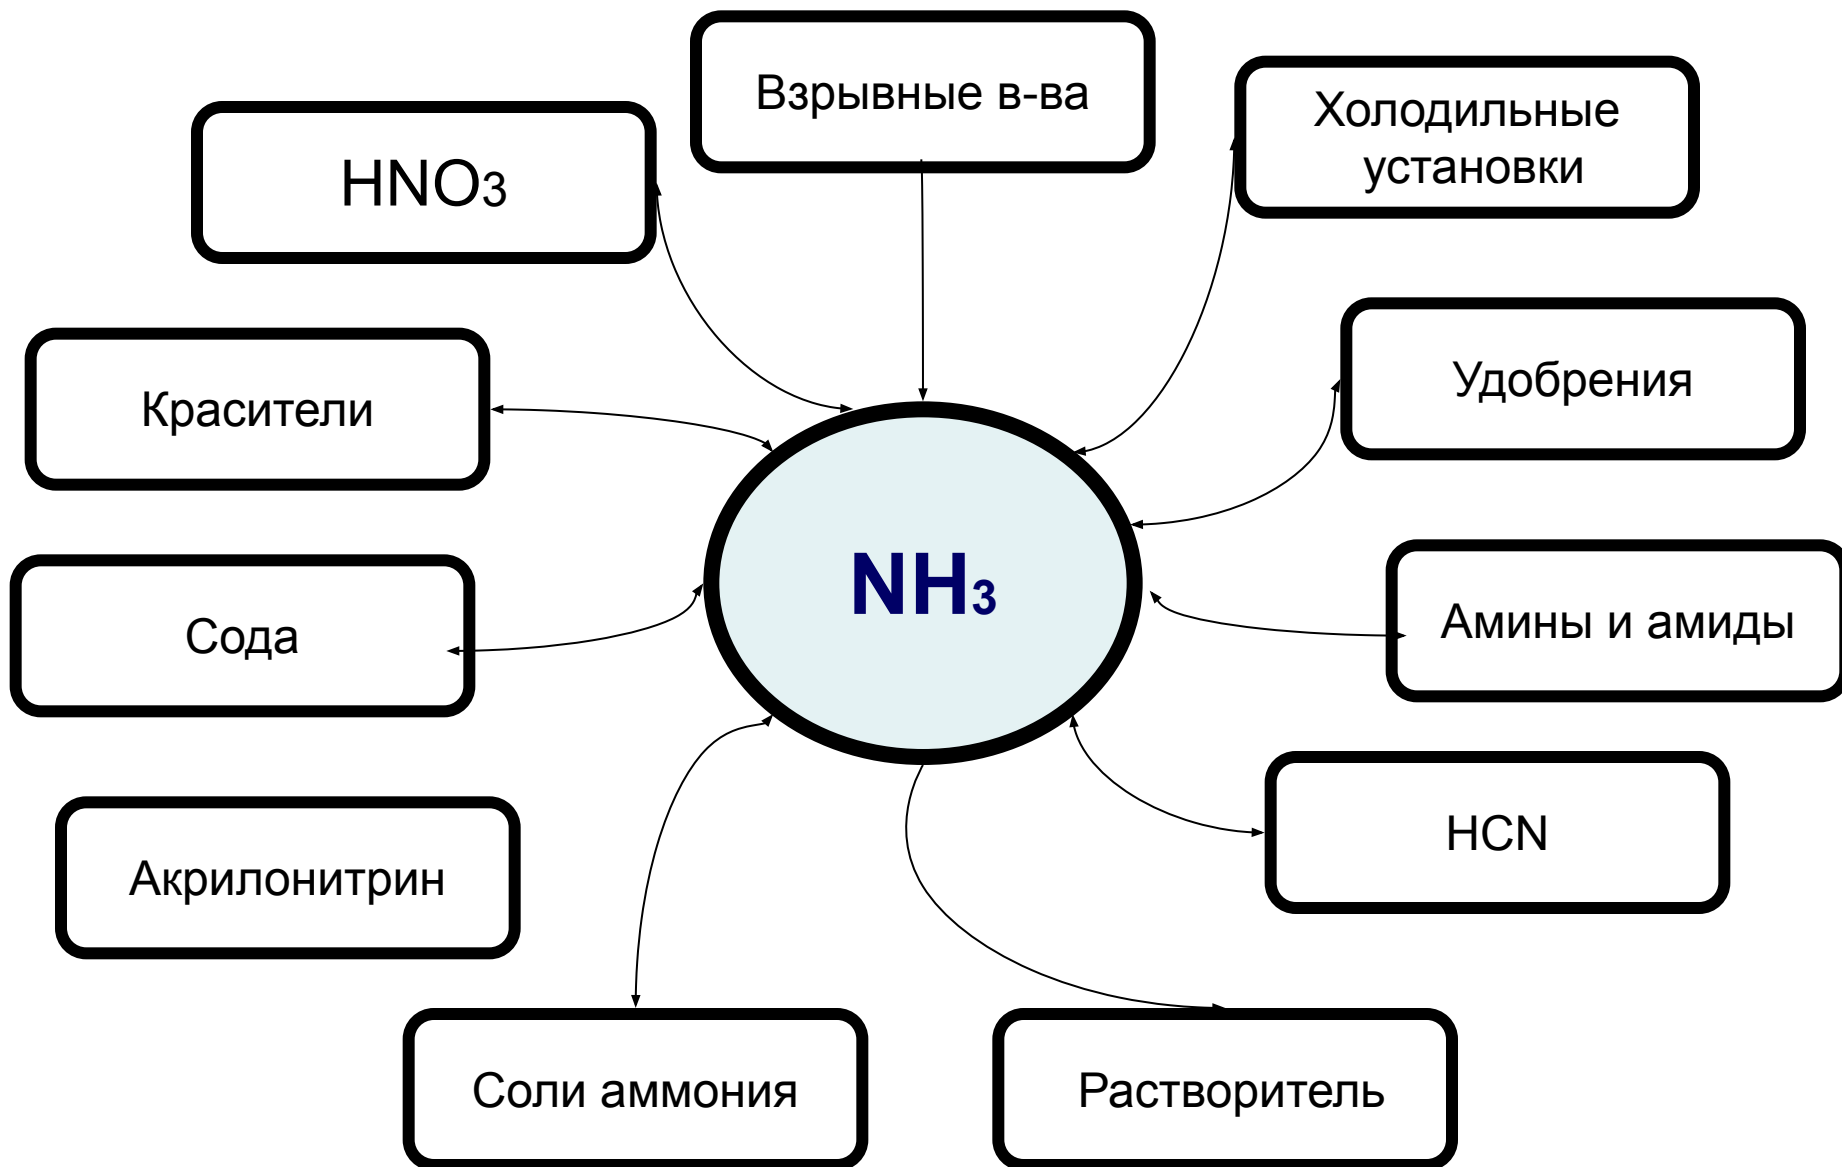 Взрывные в-ва
Холодильные
установки
HNO3
Удобрения
Красители
NH3
Амины и амиды
Сода
HCN
Акрилонитрин
Соли аммония
Растворитель